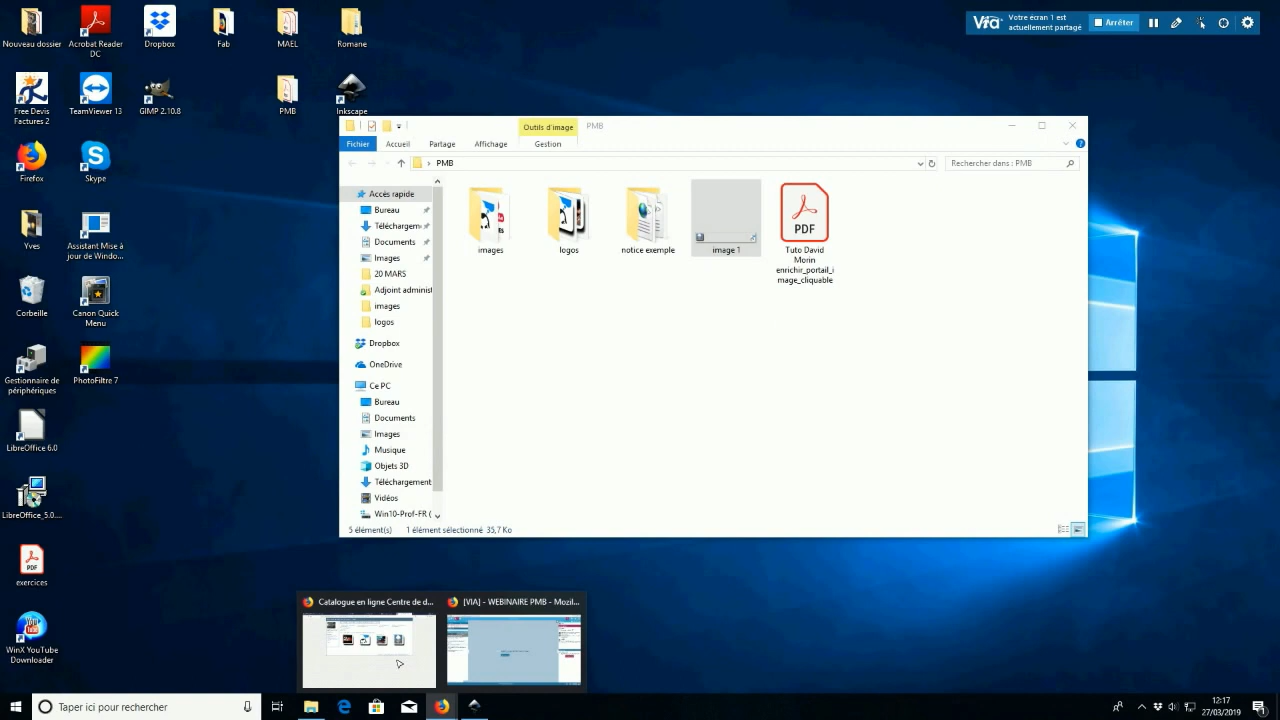 Nouveau dossier
Acrobat Reader
DC
Dropbox
Fab
MAEL
Romane
Via
Votre écran 1 est
actuellement partagé
Arrêter
Free Devis
Factures 2
TeamViewer 13
GIMP 2.10.8
PMB
Inkscape
Outils d'image
PMB
Fichier
Accueil
Partage
Affichage
Gestion
PMB
Rechercher dans : PMB
Firefox
Skype
Yves
Assistant Mise à
jour de Windo...
Corbeille
Canon Quick
Menu
Gestionnaire de
périphériques
PhotoFiltre 7
LibreOffice 6.0
LibreOffice_5.0....
exercices
WinX YouTube
Downloader
Accès rapide
Bureau
Téléchargem
Documents
Images
20 MARS
Adjoint administ
images
logos
Dropbox
OneDrive
Ce PC
Bureau
Documents
Images
Musique
Objets 3D
Téléchargement
Vidéos
Win10-Prof-FR (
images
logos
notice exemple
image 1
PDF
Tuto David
Morin
enrichir_portail_i
mage_cliquable
5 élément(s)
1 élément sélectionné 35,7 Ko
Catalogue en ligne Centre de d...
[VIA] - WEBINAIRE PMB - Mozil...
Taper ici pour rechercher
12:17
27/03/2019